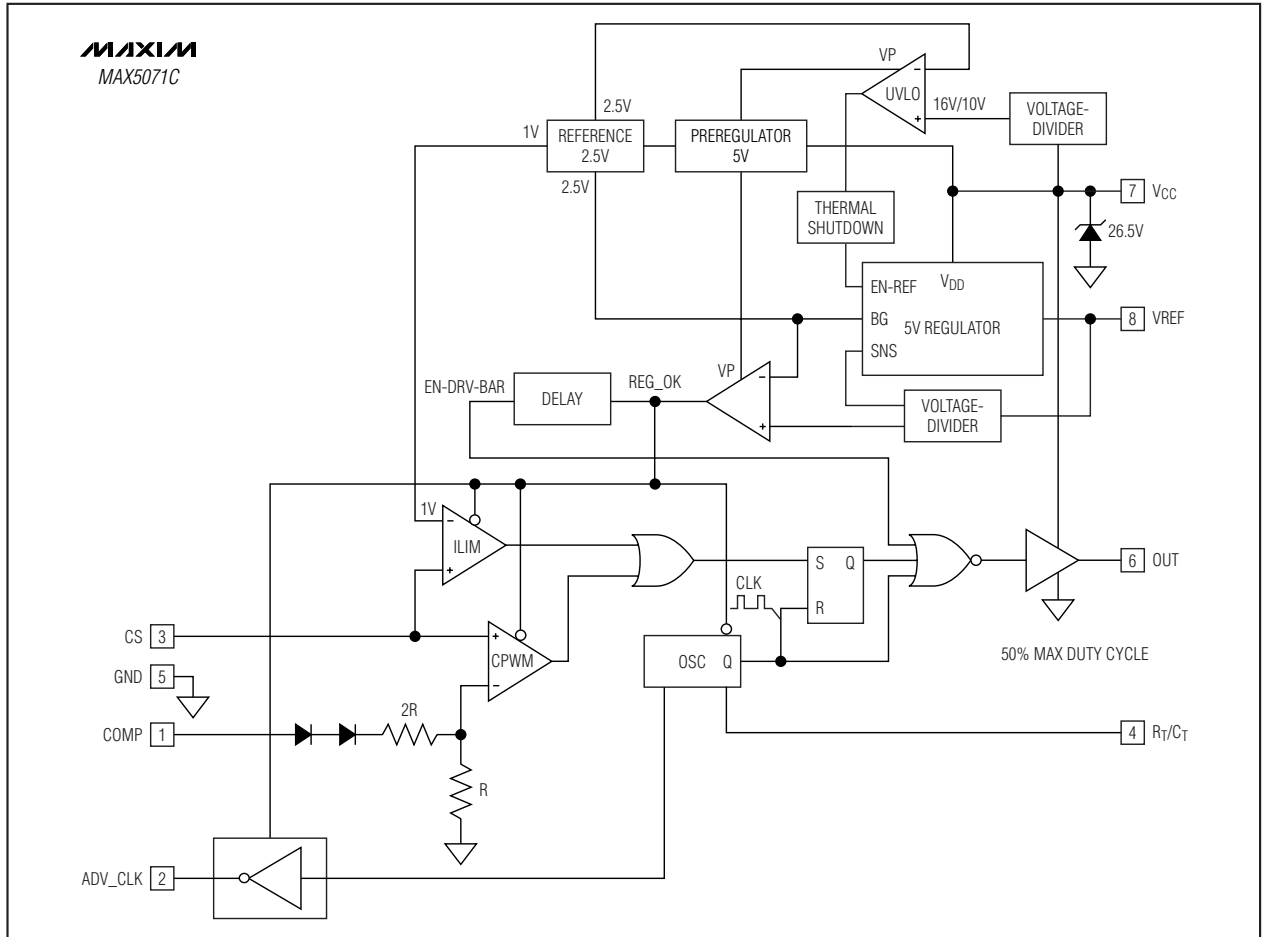 MAXIM
MAX5071C
VP
−
UVLO
+
16V/10V
VOLTAGE-
DIVIDER
2.5V
1V
REFERENCE
2.5V
PREREGULATOR
5V
2.5V
7
VCC
THERMAL
SHUTDOWN
26.5V
EN-REF
VDD
BG
5V REGULATOR
SNS
8
VREF
VP
−
+
EN-DRV-BAR
DELAY
REG_OK
VOLTAGE-
DIVIDER
1V
−
ILIM
+
S
Q
R
CLK
6
OUT
CS
3
+
CPWM
−
OSC
Q
50% MAX DUTY CYCLE
GND
5
COMP
1
2R
4
RT/CT
R
ADV_CLK
2